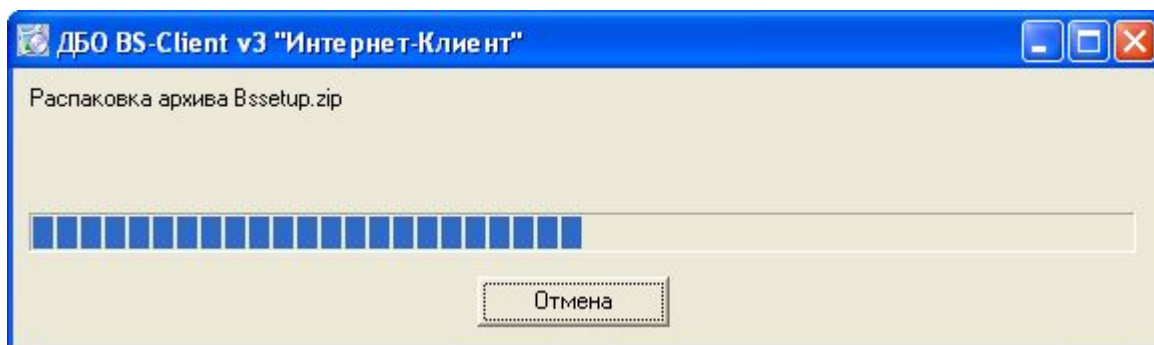 ДБО BS-Client v3 "Интернет-Клиент"
Распаковка архива Bssetup.zip
Отмена